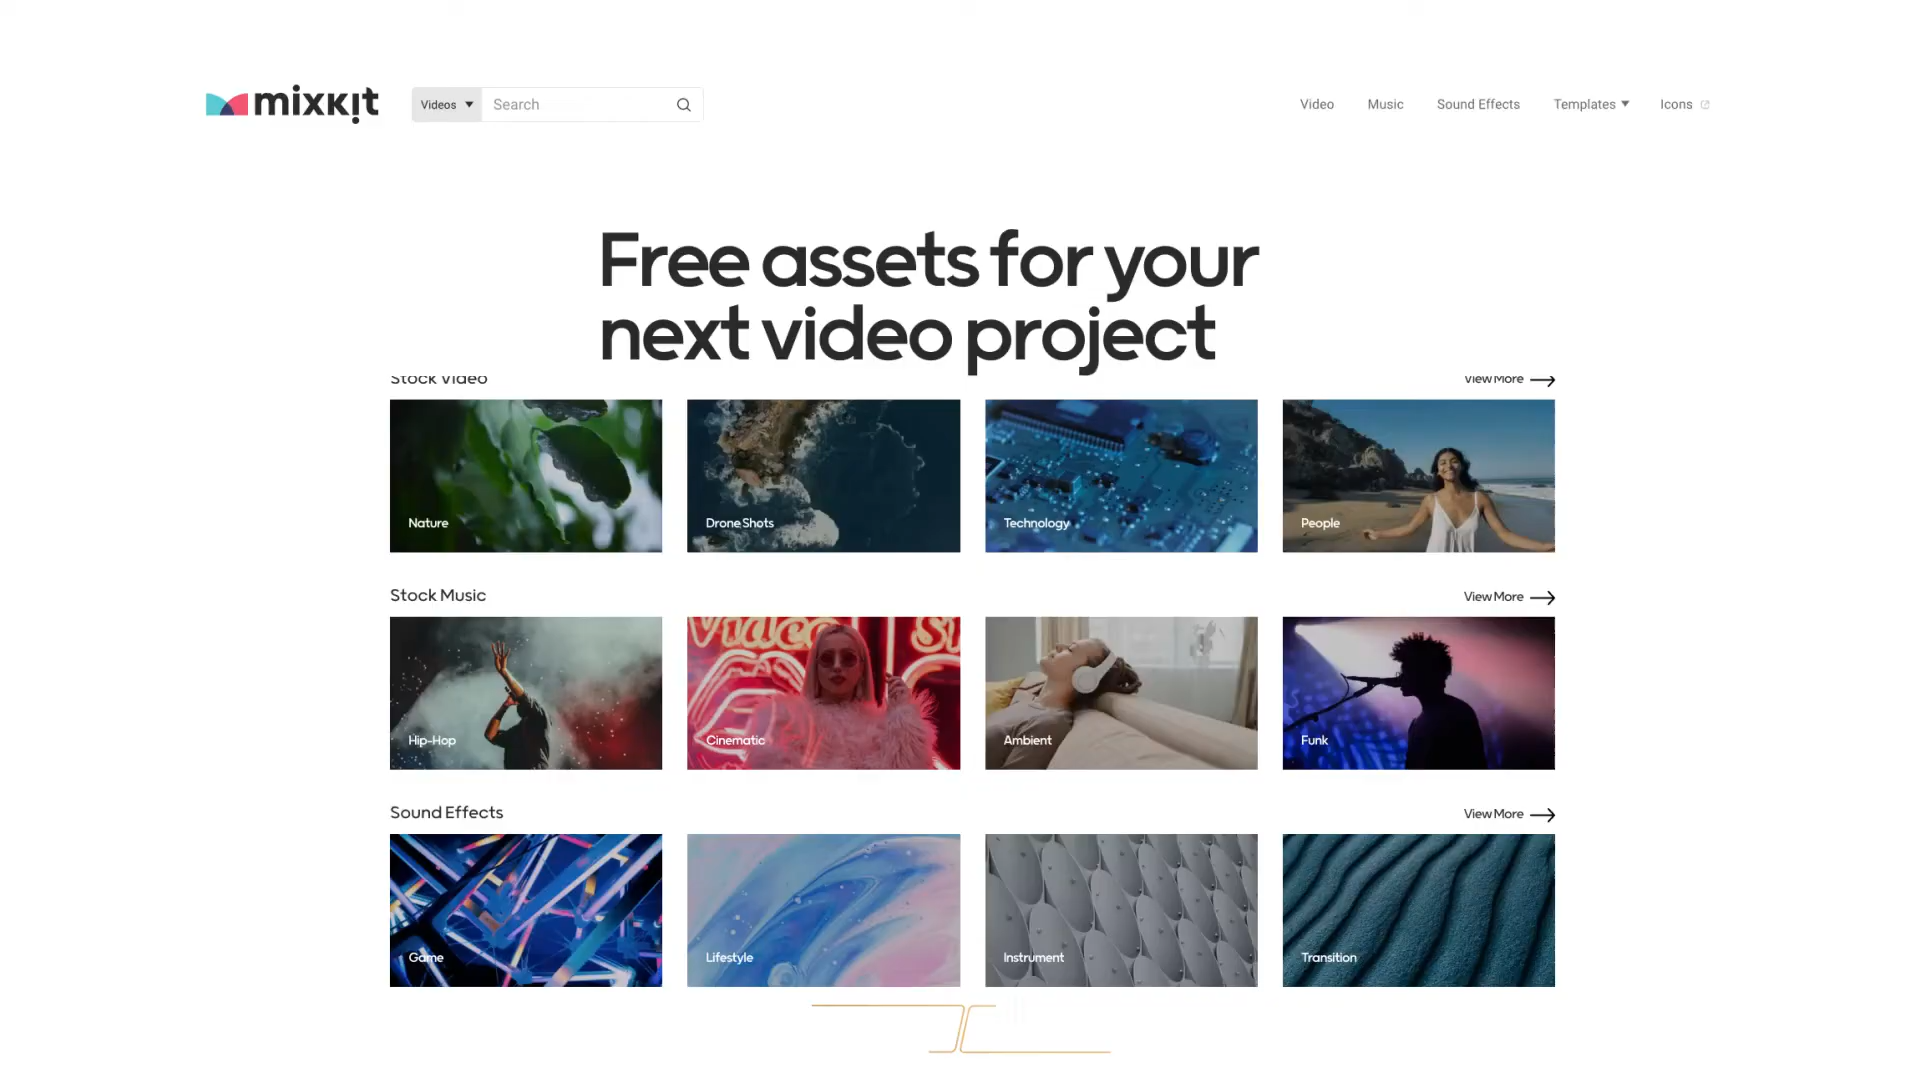 mixkit
Videos Search
Video Music Sound Effects Templates Icons
Free assets for your
next video project
Stock Video View More
Nature Drone Shots Technology People
Stock Music View More
Hip-Hop Cinematic Ambient Funk
Sound Effects View More
Game Lifestyle Instrument Transition